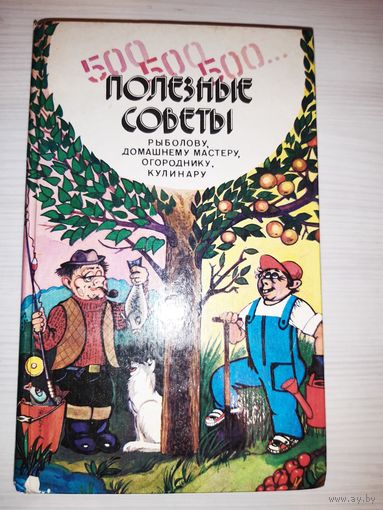 500 500 500...
ПОЛЕЗНЫЕ
СОВЕТЫ
РЫБОЛОВУ,
ДОМАШНЕМУ МАСТЕРУ,
ОГОРОДНИКУ,
КУЛИНАРУ
www.ay.by